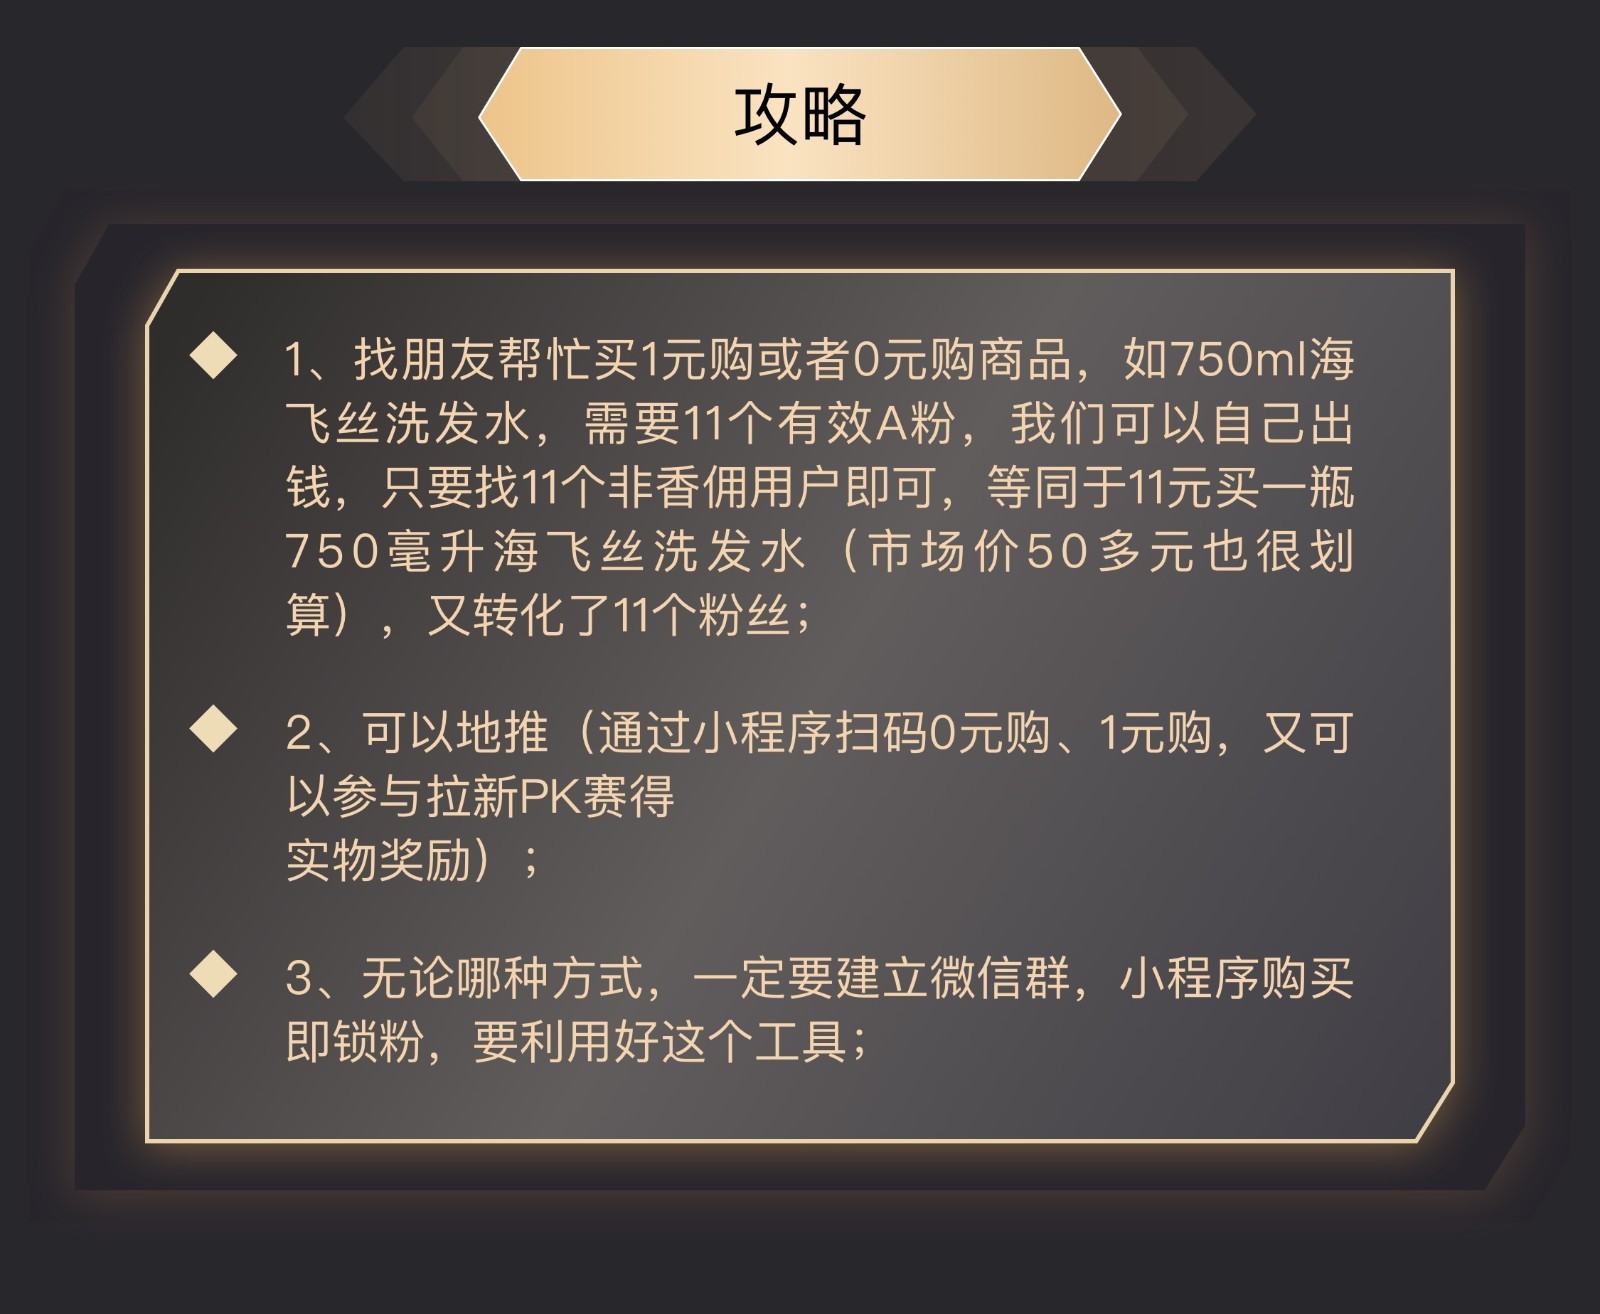 攻略
1、找朋友帮忙买1元购或者0元购商品，如750ml海
飞丝洗发水，需要11个有效A粉，我们可以自己出
钱，只要找11个非香佣用户即可，等同于11元买一瓶
750毫升海飞丝洗发水（市场价50多元也很划
算），又转化了11个粉丝；
2、可以地推（通过小程序扫码0元购、1元购，又可
以参与拉新PK赛得
实物奖励）；
3、无论哪种方式，一定要建立微信群，小程序购买
即锁粉，要利用好这个工具；